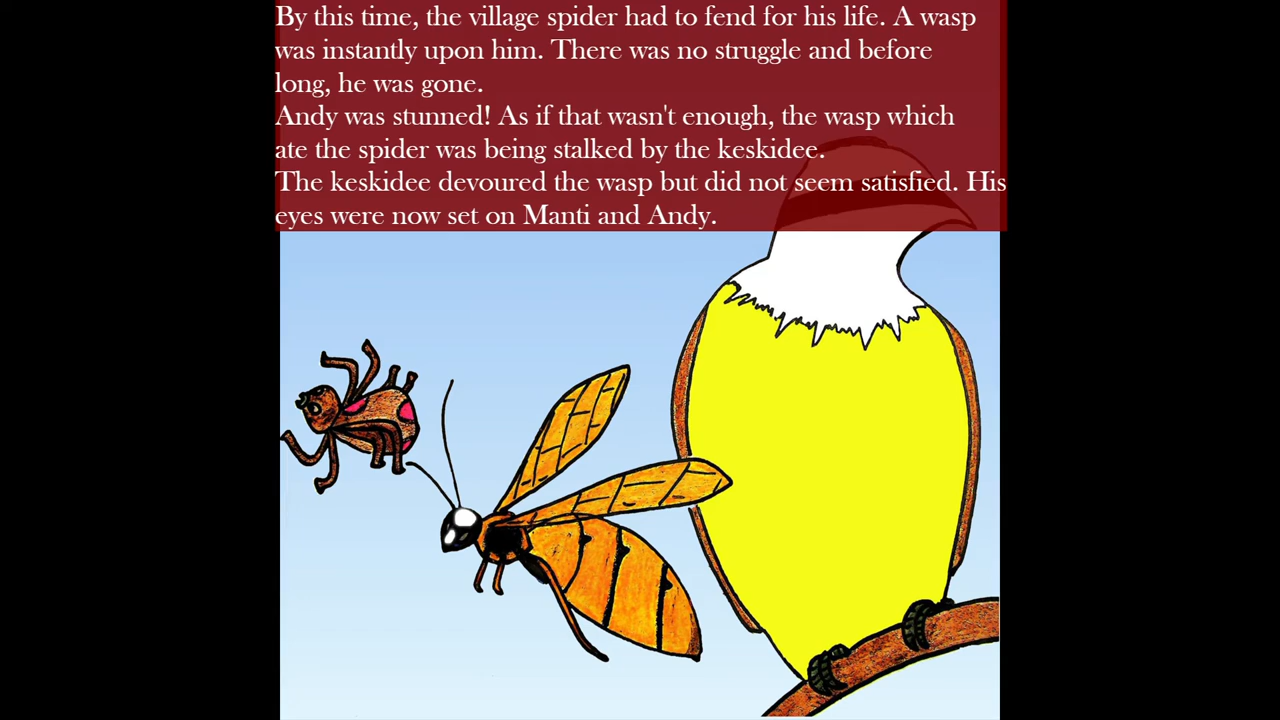 By this time, the village spider had to fend for his life. A wasp
was instantly upon him. There was no struggle and before
long, he was gone.
Andy was stunned! As if that wasn't enough, the wasp which
ate the spider was being stalked by the keskidee.
The keskidee devoured the wasp but did not seem satisfied. His
eyes were now set on Manti and Andy.